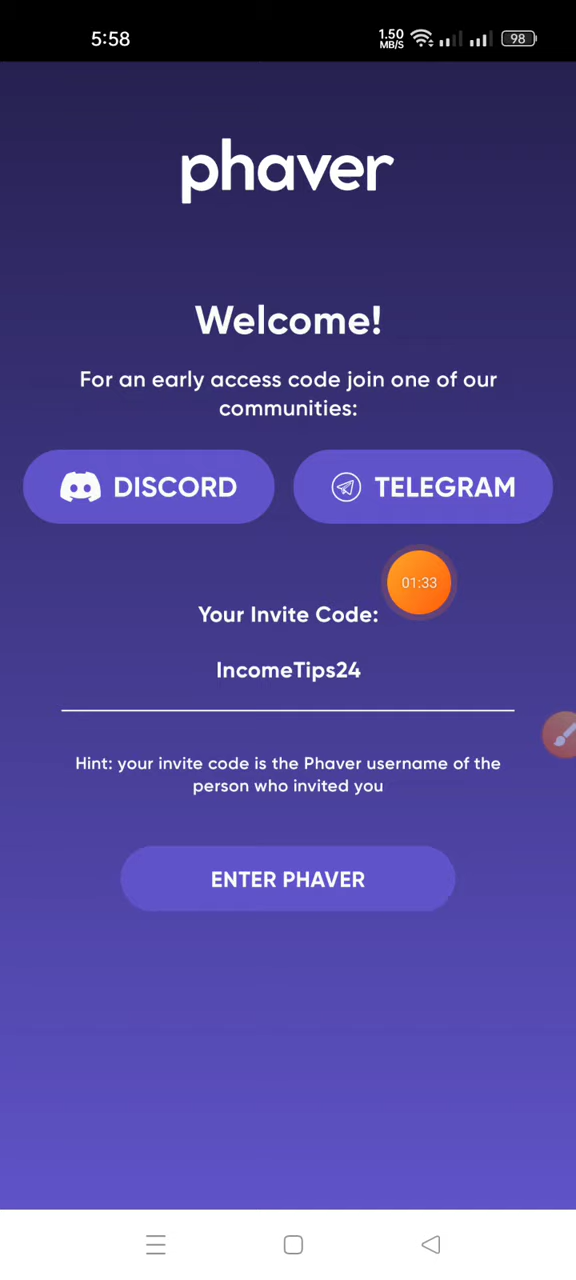 5:58
1.50
MB/S
98
phaver
Welcome!
For an early access code join one of our
communities:
DISCORD
TELEGRAM
01:33
Your Invite Code:
IncomeTips24
Hint: your invite code is the Phaver username of the
person who invited you
ENTER PHAVER